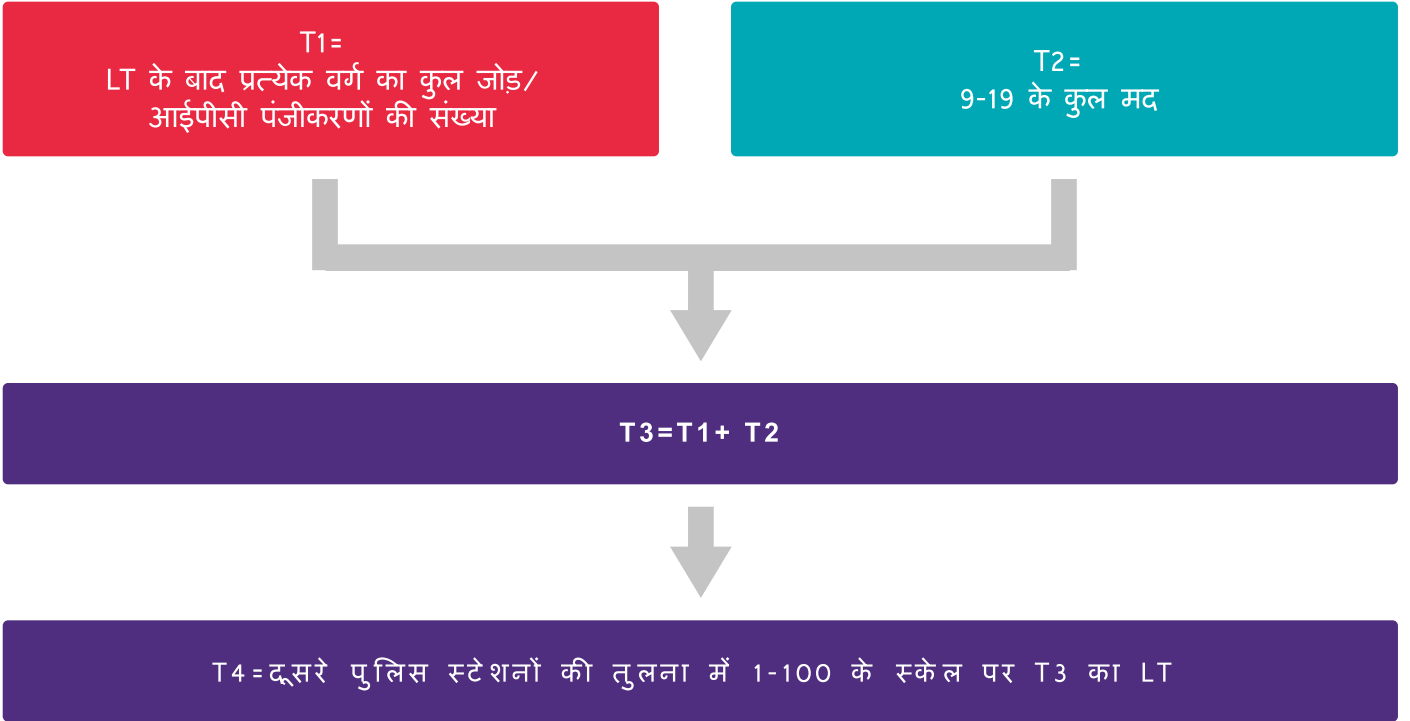 T1=
LT के बाद प्रत्येक वर्ग का कुल जोड़/
आईपीसी पंजीकरणों की संख्या
T2=
9-19 के कुल मद
T3=T1+ T2
T4=दूसरे पुलिस स्टेशनों की तुलना में 1-100 के स्केल पर T3 का LT